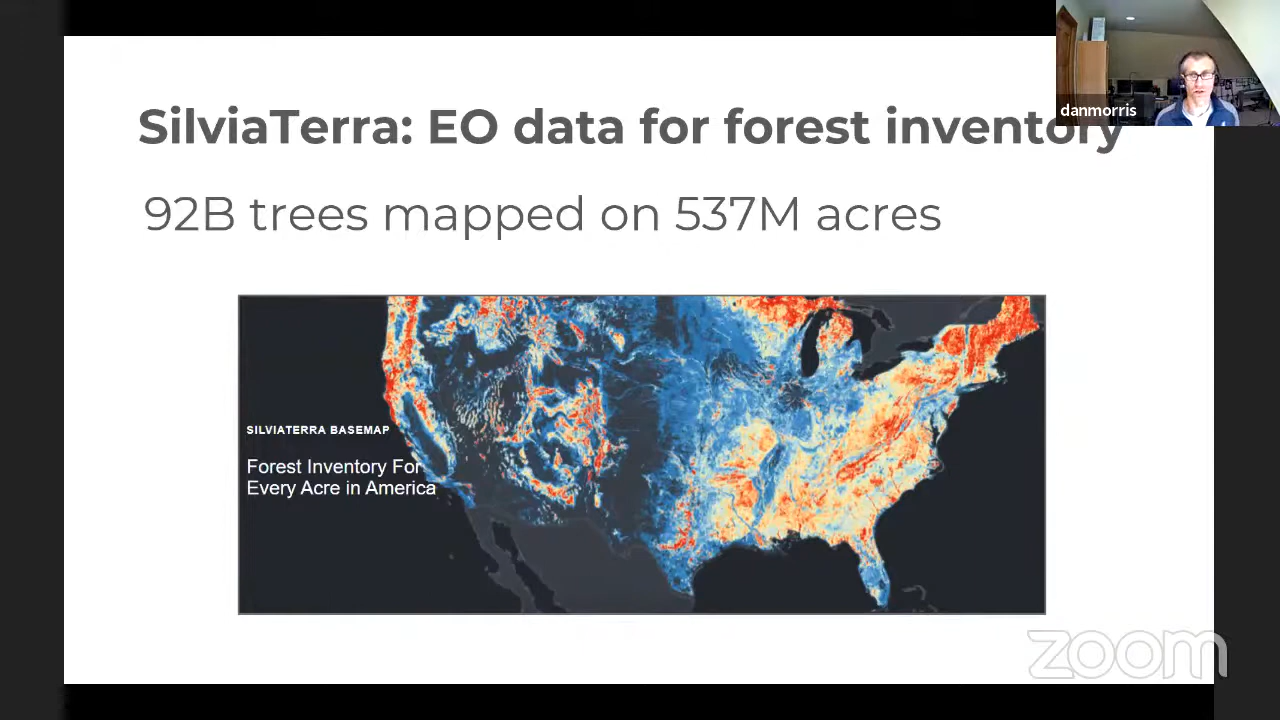 SilviaTerra: EO data for forest inventory
danmorris
92B trees mapped on 537M acres
SILVIATERRA BASEMAP
Forest Inventory For
Every Acre in America
zoom